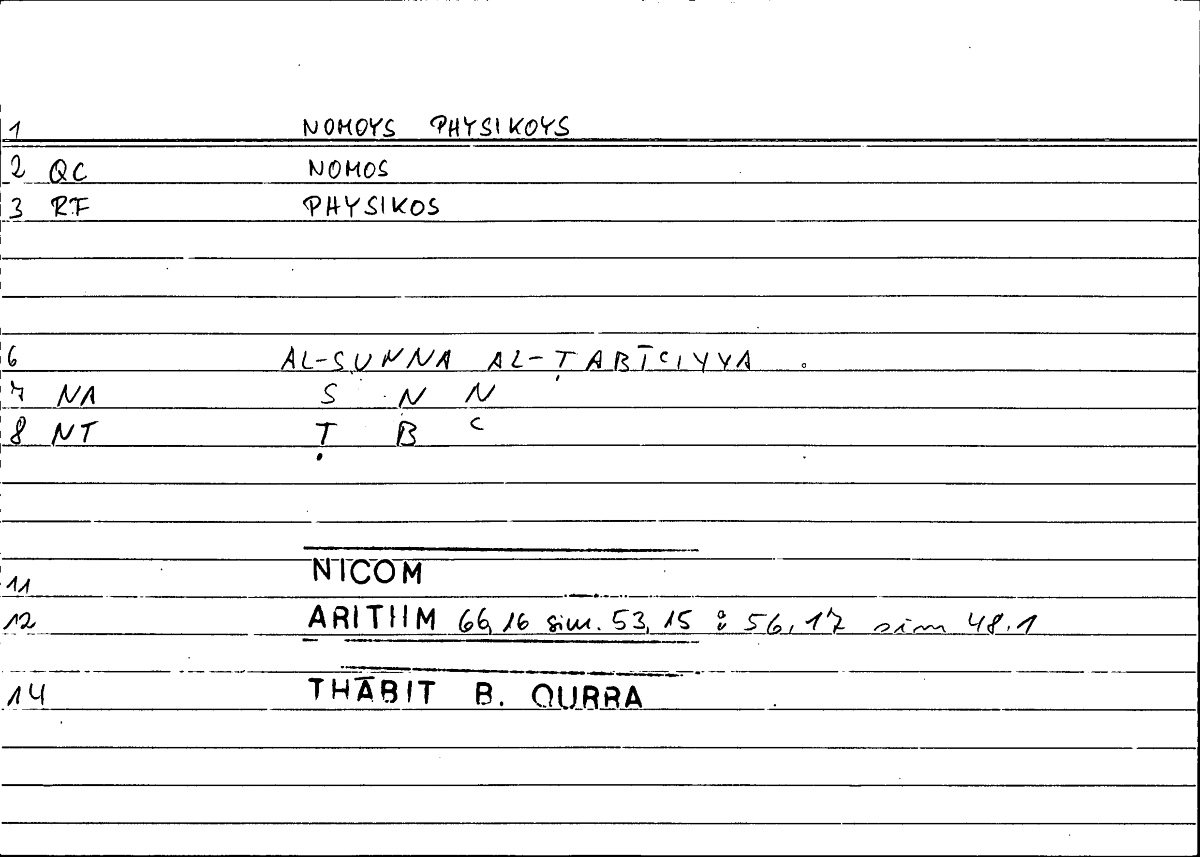 1 NOMOYS PHYSIKOYS
2 QC NOMOS
3 RF PHYSIKOS
6 AL-SUNNA AL-ṬABĪʿIYYA .
7 NA S N N
8 NT Ṭ B ʿ
11 NICOM
12 ARITHM 66,16 sim. 53,15 : 56,17 sim 48.1
14 THĀBIT B. QURRA